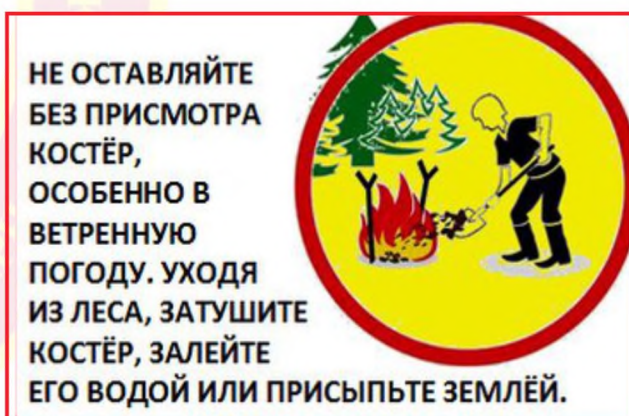 НЕ ОСТАВЛЯЙТЕ
БЕЗ ПРИСМОТРА
КОСТЁР,
ОСОБЕННО В
ВЕТРЕННУЮ
ПОГОДУ. УХОДЯ
ИЗ ЛЕСА, ЗАТУШИТЕ
КОСТЁР, ЗАЛЕЙТЕ
ЕГО ВОДОЙ ИЛИ ПРИСЫПЬТЕ ЗЕМЛЁЙ.